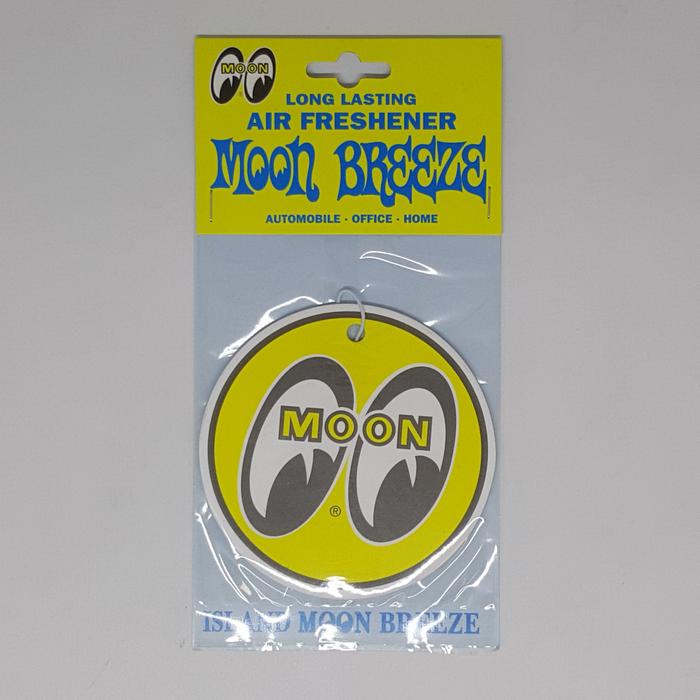 MOON
LONG LASTING
AIR FRESHENER
MOON BREEZE
AUTOMOBILE · OFFICE · HOME
MOON
®
ISLAND MOON BREEZE